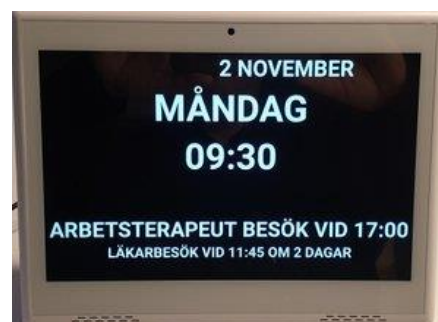 2 NOVEMBER
MÅNDAG
09:30
ARBETSTERAPEUT BESÖK VID 17:00
LÄKARBESÖK VID 11:45 OM 2 DAGAR